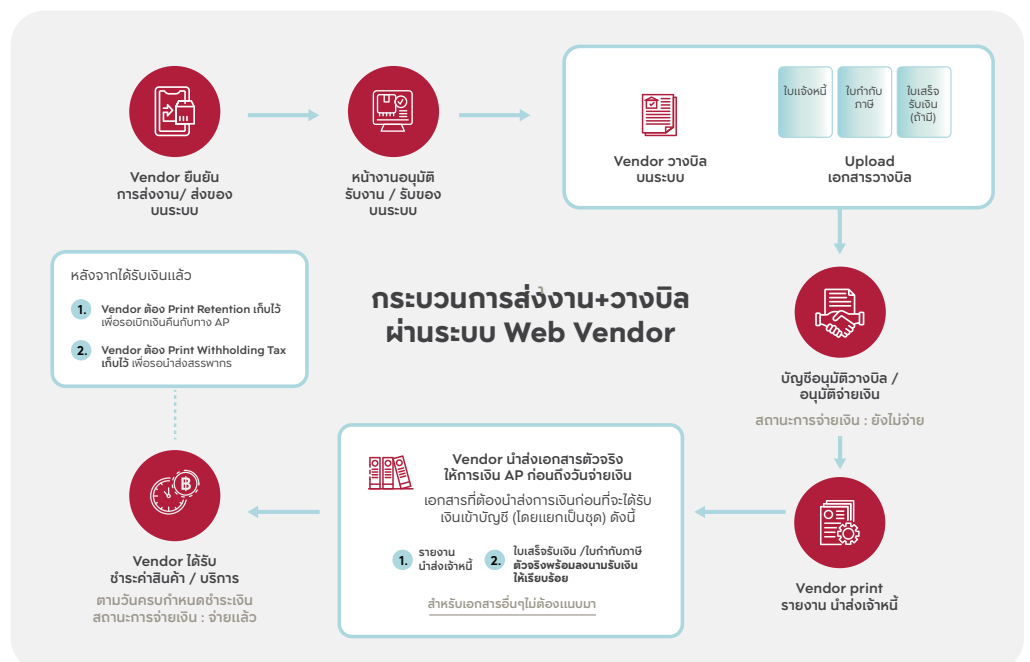 Vendor ยืนยัน
การส่งงาน/ ส่งของ
บนระบบ
หน้างานอนุมัติ
รับงาน / รับของ
บนระบบ
Vendor วางบิล
บนระบบ
ใบแจ้งหนี้
ใบกำกับ
ภาษี
ใบเสร็จ
รับเงิน
(ถ้ามี)
Upload
เอกสารวางบิล
กระบวนการส่งงาน+วางบิล
ผ่านระบบ Web Vendor
บัญชีอนุมัติวางบิล /
อนุมัติจ่ายเงิน
สถานะการจ่ายเงิน : ยังไม่จ่าย
Vendor print
รายงาน นำส่งเจ้าหนี้
Vendor นำส่งเอกสารตัวจริง
ให้การเงิน AP ก่อนถึงวันจ่ายเงิน
เอกสารที่ต้องนำส่งการเงินก่อนที่จะได้รับ
เงินเข้าบัญชี (โดยแยกเป็นชุด) ดังนี้
1. รายงาน
นำส่งเจ้าหนี้
2. ใบเสร็จรับเงิน /ใบกำกับภาษี
ตัวจริงพร้อมลงนามรับเงิน
ให้เรียบร้อย
สำหรับเอกสารอื่นๆไม่ต้องแนบมา
Vendor ได้รับ
ชำระค่าสินค้า / บริการ
ตามวันครบกำหนดชำระเงิน
สถานะการจ่ายเงิน : จ่ายแล้ว
หลังจากได้รับเงินแล้ว
1. Vendor ต้อง Print Retention เก็บไว้
เพื่อรอเบิกเงินคืนกับทาง AP
2. Vendor ต้อง Print Withholding Tax
เก็บไว้ เพื่อรอนำส่งสรรพากร